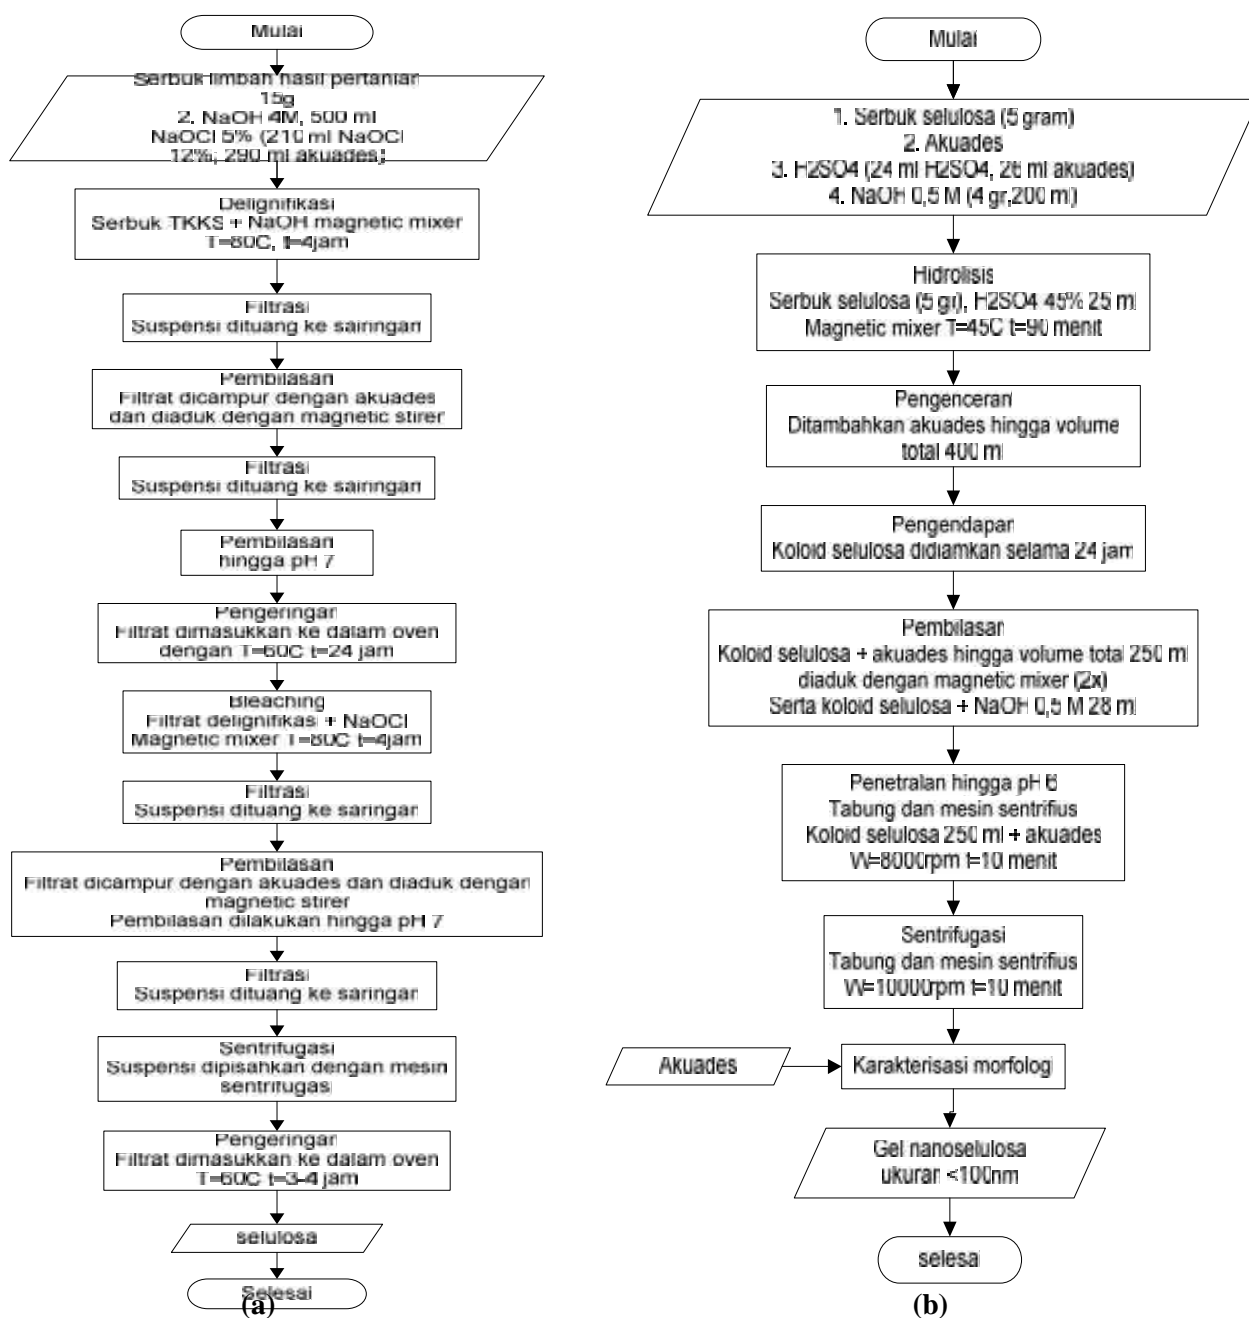 Mulai
Serbuk limbah hasil pertanian
15g
2. NaOH 4M, 500 ml
NaOCl 5% (210 ml NaOCl
12%, 290 ml akuades)
Delignifikasi
Serbuk TKKS + NaOH magnetic mixer
T=80C, t=4jam
Filtrasi
Suspensi dituang ke sairingan
Pembilasan
Filtrat dicampur dengan akuades
dan diaduk dengan magnetic stirer
Filtrasi
Suspensi dituang ke sairingan
Pembilasan
hingga pH 7
Pengeringan
Filtrat dimasukkan ke dalam oven
dengan T=60C t=24 jam
Bleaching
Filtrat delignifikasi + NaOCl
Magnetic mixer T=80C t=4jam
Filtrasi
Suspensi dituang ke saringan
Pembilasan
Filtrat dicampur dengan akuades dan diaduk dengan
magnetic stirer
Pembilasan dilakukan hingga pH 7
Filtrasi
Suspensi dituang ke saringan
Sentrifugasi
Suspensi dipisahkan dengan mesin
sentrifugasi
Pengeringan
Filtrat dimasukkan ke dalam oven
T=60C t=3-4 jam
selulosa
Selesai
(a)
Mulai
1. Serbuk selulosa (5 gram)
2. Akuades
3. H2SO4 (24 ml H2SO4, 26 ml akuades)
4. NaOH 0,5 M (4 gr,200 ml)
Hidrolisis
Serbuk selulosa (5 gr), H2SO4 45% 25 ml
Magnetic mixer T=45C t=90 menit
Pengenceran
Ditambahkan akuades hingga volume
total 400 ml
Pengendapan
Koloid selulosa didiamkan selama 24 jam
Pembilasan
Koloid selulosa + akuades hingga volume total 250 ml
diaduk dengan magnetic mixer (2x)
Serta koloid selulosa + NaOH 0,5 M 28 ml
Penetralan hingga pH 6
Tabung dan mesin sentrifius
Koloid selulosa 250 ml + akuades
W=8000rpm t=10 menit
Sentrifugasi
Tabung dan mesin sentrifius
W=10000rpm t=10 menit
Akuades
Karakterisasi morfologi
Gel nanoselulosa
ukuran <100nm
selesai
(b)